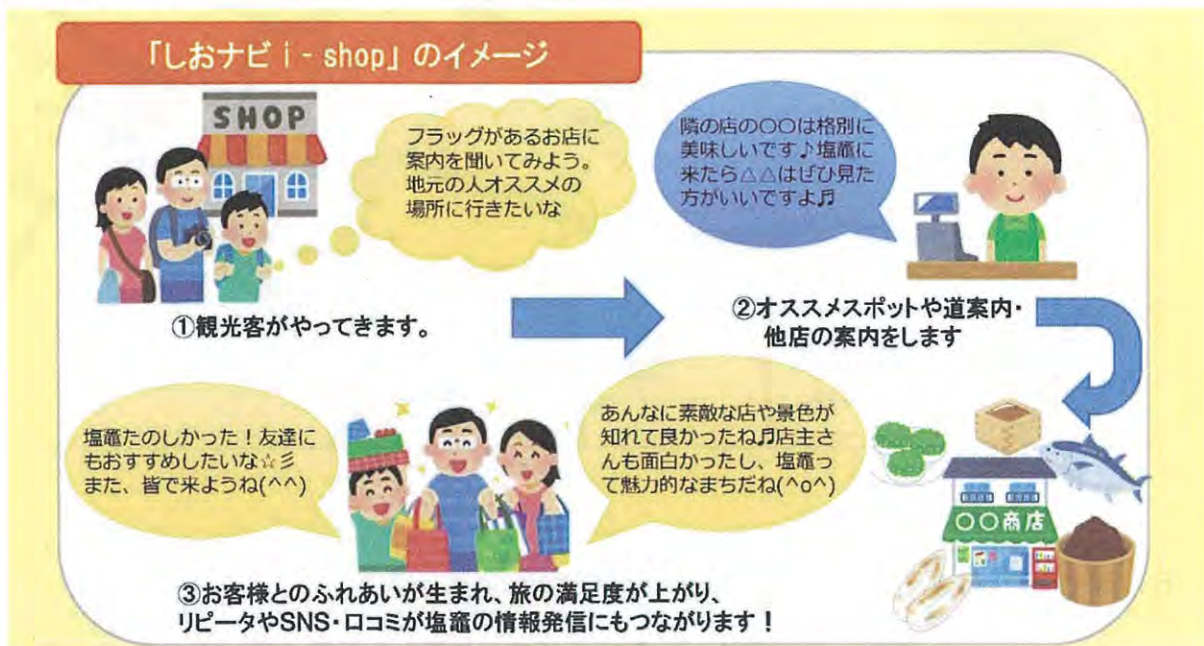 「しおナビｉ‐shop」のイメージ
SHOP
フラッグがあるお店に
案内を聞いてみよう。
地元の人オススメの
場所に行きたいな
隣の店の〇〇は格別に
美味しいです♪塩竈に
来たら△△はぜひ見た
方がいいですよ♬
①観光客がやってきます。
②オススメスポットや道案内・
他店の案内をします
塩竈たのしかった！友達に
もおすすめしたいな☆彡
また、皆で来ようね(^^)
あんなに素敵な店や景色が
知れて良かったね♬店主さ
んも面白かったし、塩竈っ
て魅力的なまちだね(^o^)
〇〇商店
③お客様とのふれあいが生まれ、旅の満足度が上がり、
リピータやSNS・口コミが塩竈の情報発信にもつながります！